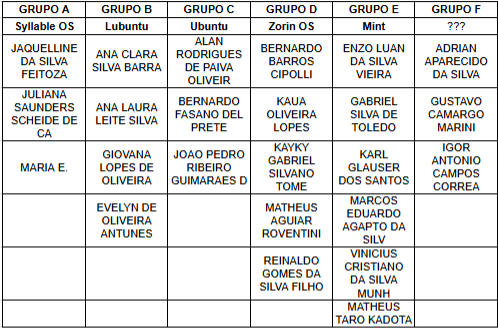 GRUPO A GRUPO B GRUPO C GRUPO D GRUPO E GRUPO F
Syllable OS Lubuntu Ubuntu Zorin OS Mint ???
JAQUELLINE
DA SILVA
FEITOZA
ANA CLARA
SILVA BARRA
ALAN
RODRIGUES
DE PAIVA
OLIVEIR
BERNARDO
BARROS
CIPOLLI
ENZO LUAN
DA SILVA
VIEIRA
ADRIAN
APARECIDO
DA SILVA
JULIANA
SAUNDERS
SCHEIDE DE
CA
ANA LAURA
LEITE SILVA
BERNARDO
FASANO DEL
PRETE
KAUA
OLIVEIRA
LOPES
GABRIEL
SILVA DE
TOLEDO
GUSTAVO
CAMARGO
MARINI
MARIA E.
GIOVANA
LOPES DE
OLIVEIRA
JOAO PEDRO
RIBEIRO
GUIMARAES D
KAYKY
GABRIEL
SILVANO
TOME
KARL
GLAUSER
DOS SANTOS
IGOR
ANTONIO
CAMPOS
CORREA
EVELYN DE
OLIVEIRA
ANTUNES
MATHEUS
AGUIAR
ROVENTINI
MARCOS
EDUARDO
AGAPTO DA
SILV
REINALDO
GOMES DA
SILVA FILHO
VINICIUS
CRISTIANO
DA SILVA
MUNH
MATHEUS
TARO KADOTA